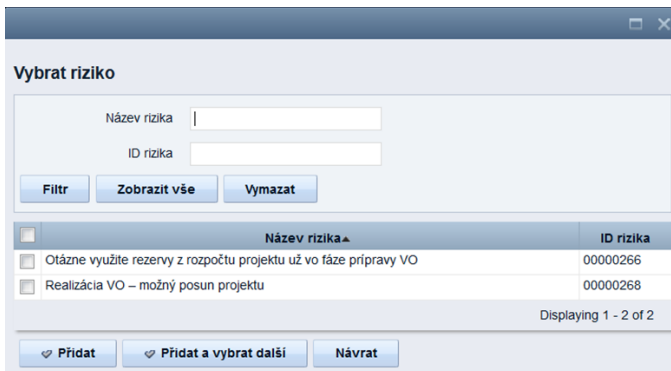 Vybrat riziko
Název rizika
ID rizika
Filtr Zobrazit vše Vymazat
Název rizika ID rizika
Otázne využite rezervy z rozpočtu projektu už vo fáze prípravy VO 00000266
Realizácia VO – možný posun projektu 00000268
Displaying 1 - 2 of 2
Přidat Přidat a vybrat další Návrat